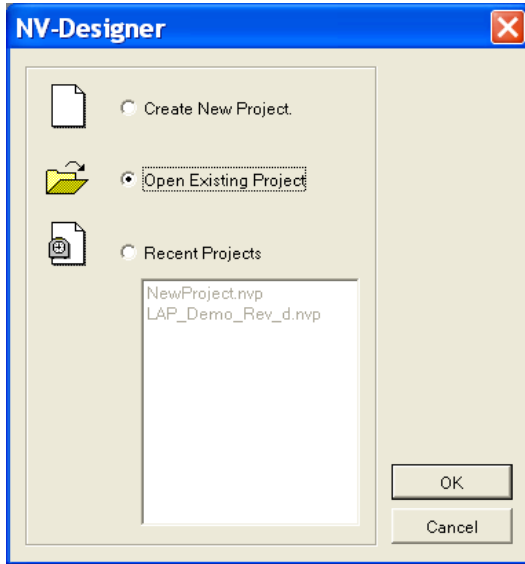 NV-Designer
Create New Project.
Open Existing Project
Recent Projects
NewProject.nvp
LAP_Demo_Rev_d.nvp
OK
Cancel